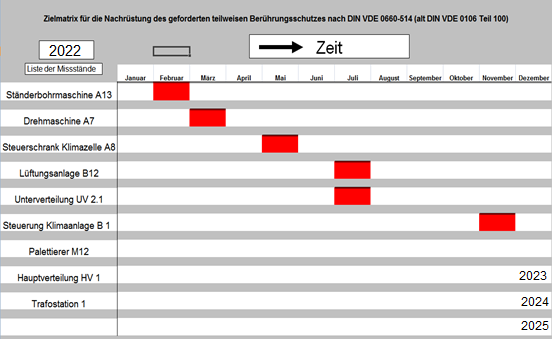 Zielmatrix für die Nachrüstung des geforderten teilweisen Berührungsschutzes nach DIN VDE 0660-514 (alt DIN VDE 0106 Teil 100)
2022
Zeit
Liste der Missstände
Januar Februar März April Mai Juni Juli August September Oktober November Dezember
Ständerbohrmaschine A13
Drehmaschine A7
Steuerschrank Klimazelle A8
Lüftungsanlage B12
Unterverteilung UV 2.1
Steuerung Klimaanlage B 1
Palettierer M12
Hauptverteilung HV 1 2023
Trafostation 1 2024
2025